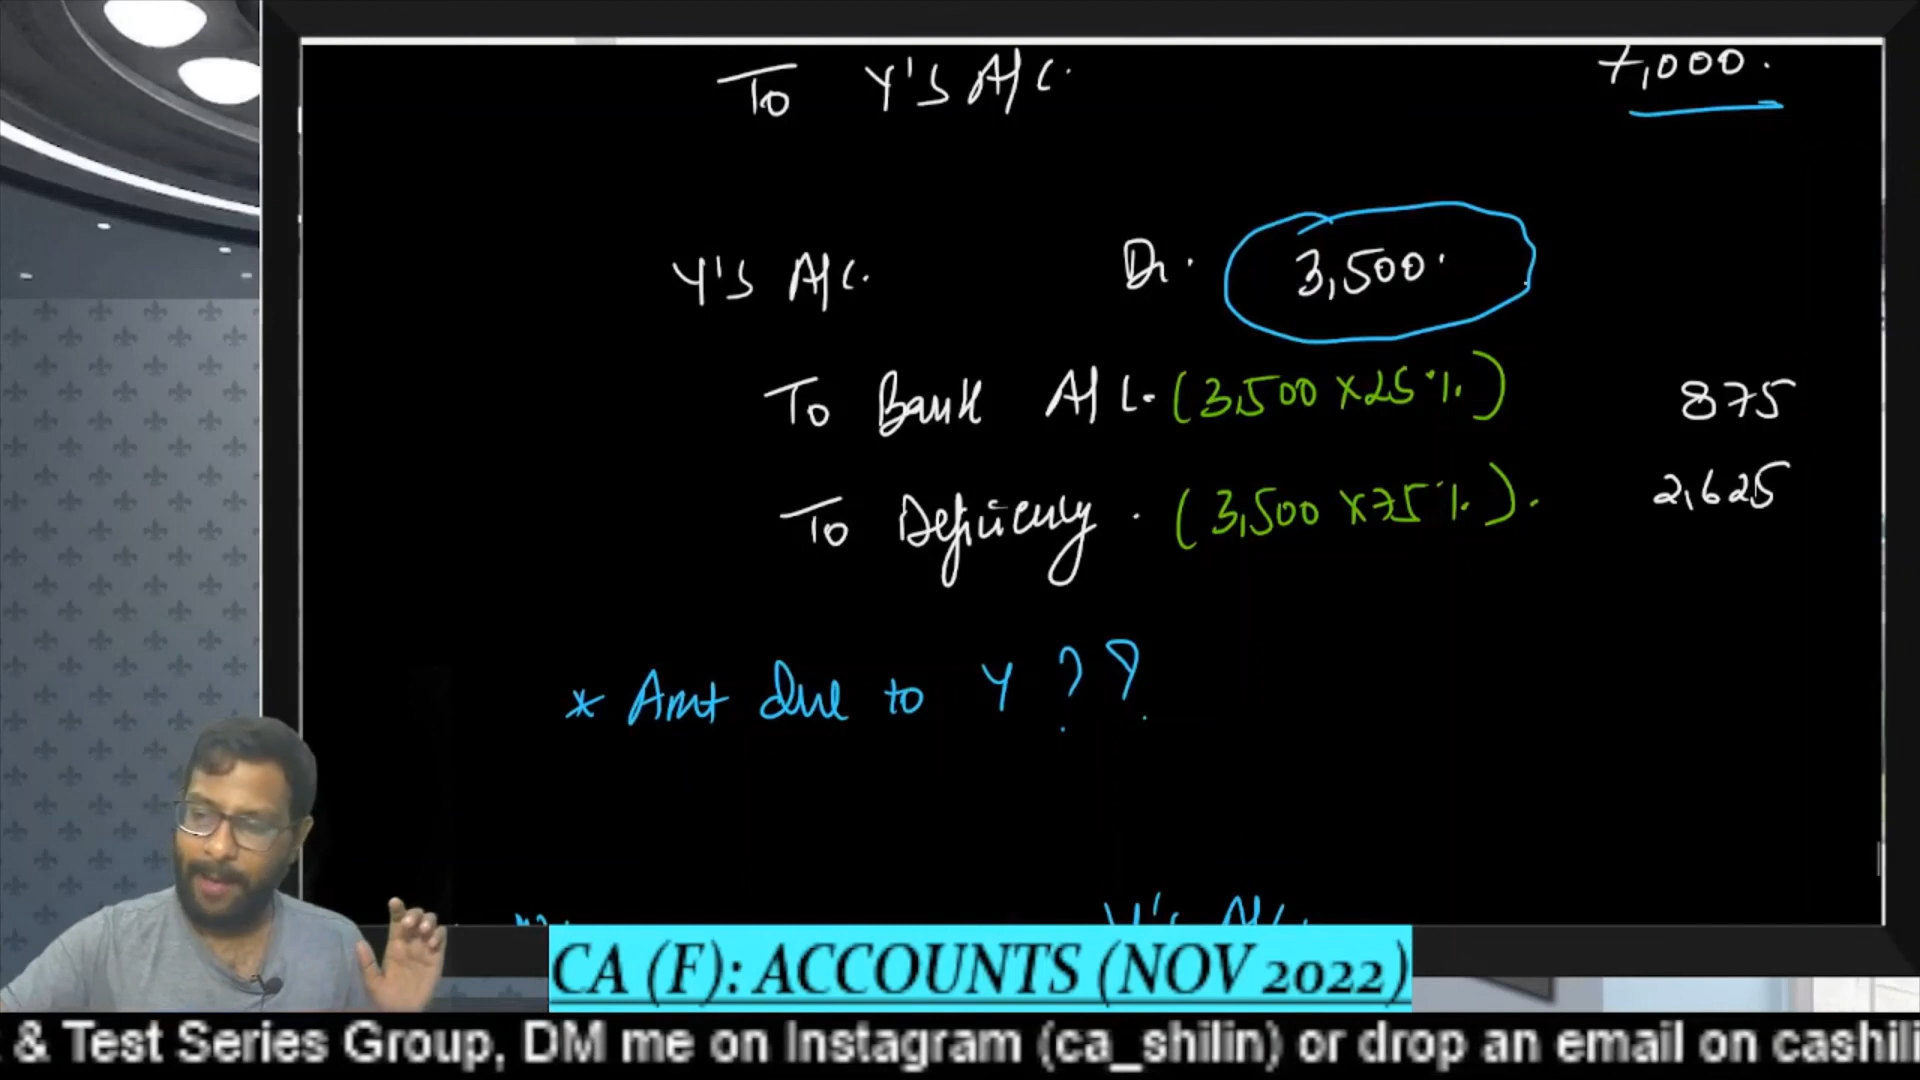 To Y's A/c.
7,000.
Y's A/c. Dr. 3,500.
To Bank A/c. (3,500 x 25%) 875
To Deficiency. (3,500 x 75%). 2,625
* Amt due to Y ??
Y's A/c.
CA (F): ACCOUNTS (NOV 2022)
& Test Series Group, DM me on Instagram (ca_shilin) or drop an email on cashili